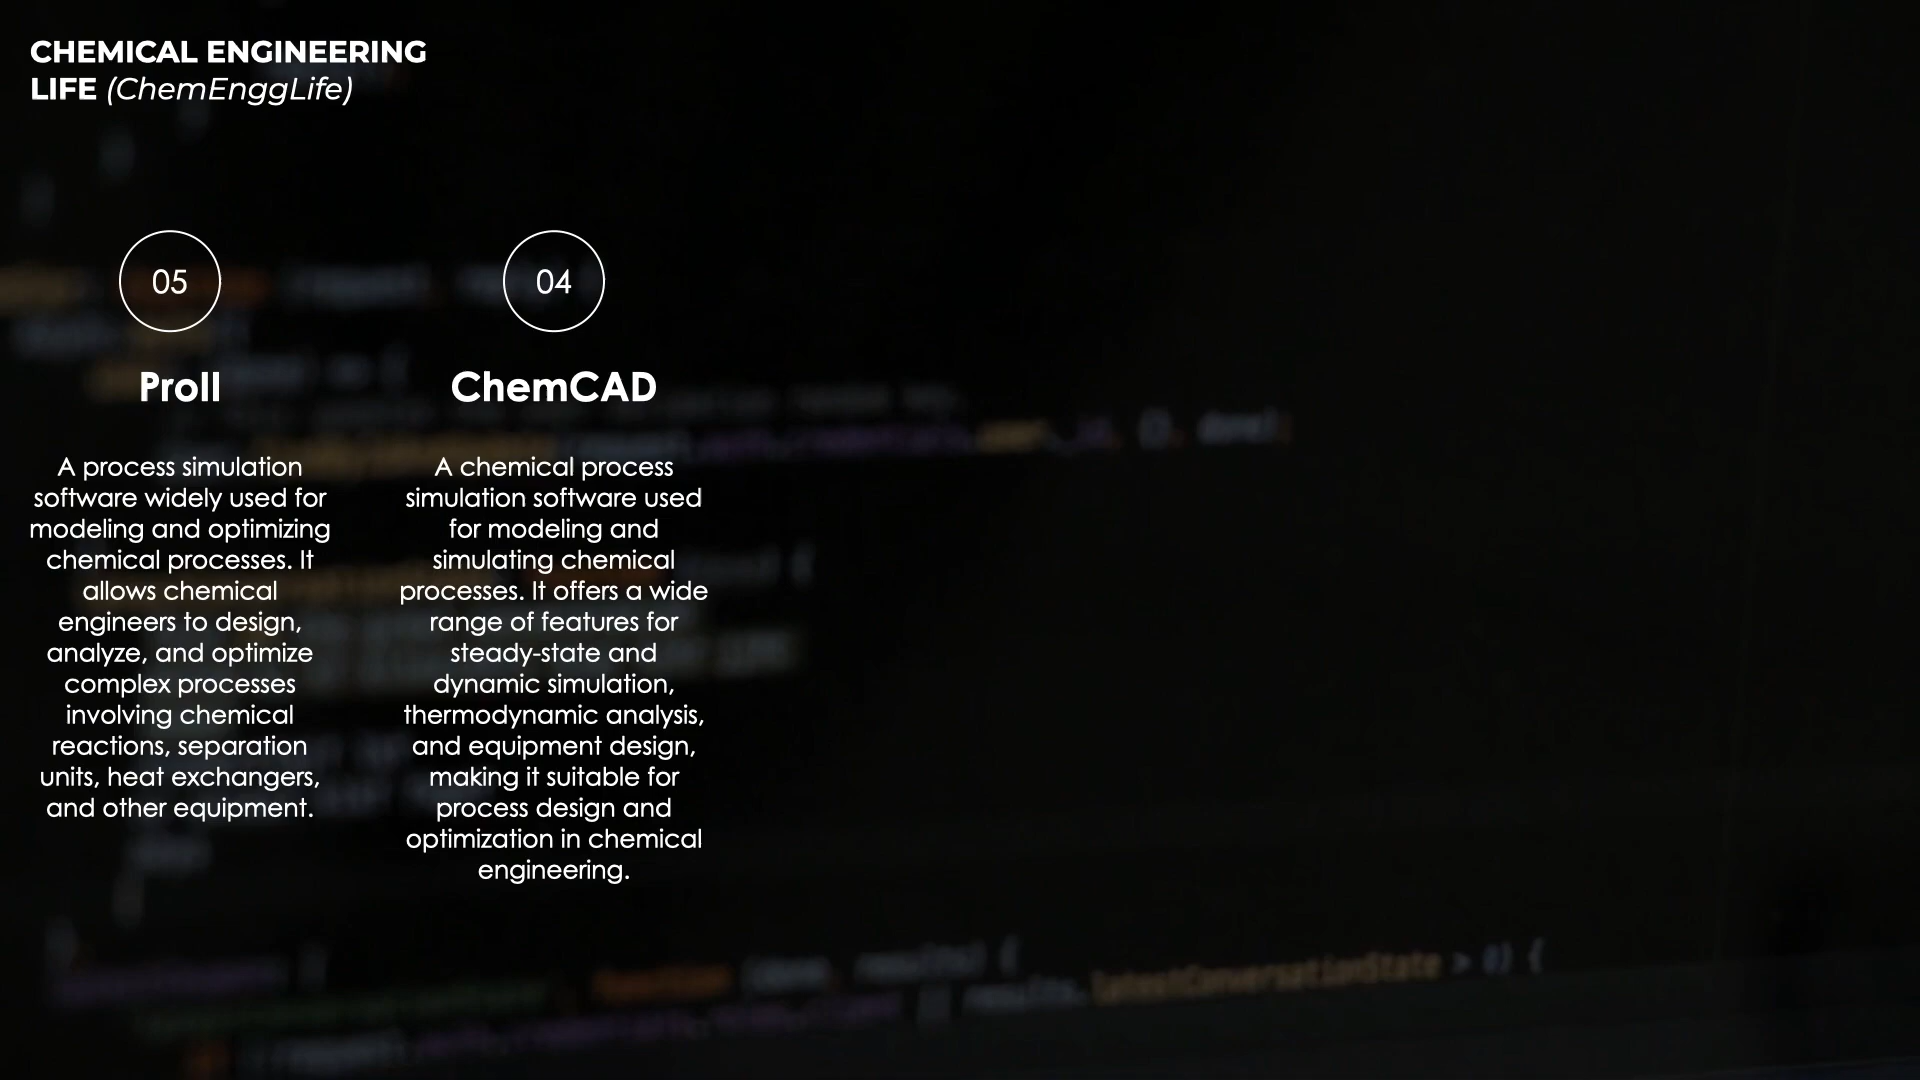 CHEMICAL ENGINEERING
LIFE (ChemEnggLife)
05
ProII
A process simulation
software widely used for
modeling and optimizing
chemical processes. It
allows chemical
engineers to design,
analyze, and optimize
complex processes
involving chemical
reactions, separation
units, heat exchangers,
and other equipment.
04
ChemCAD
A chemical process
simulation software used
for modeling and
simulating chemical
processes. It offers a wide
range of features for
steady-state and
dynamic simulation,
thermodynamic analysis,
and equipment design,
making it suitable for
process design and
optimization in chemical
engineering.
results.latestConversationState > 0) {